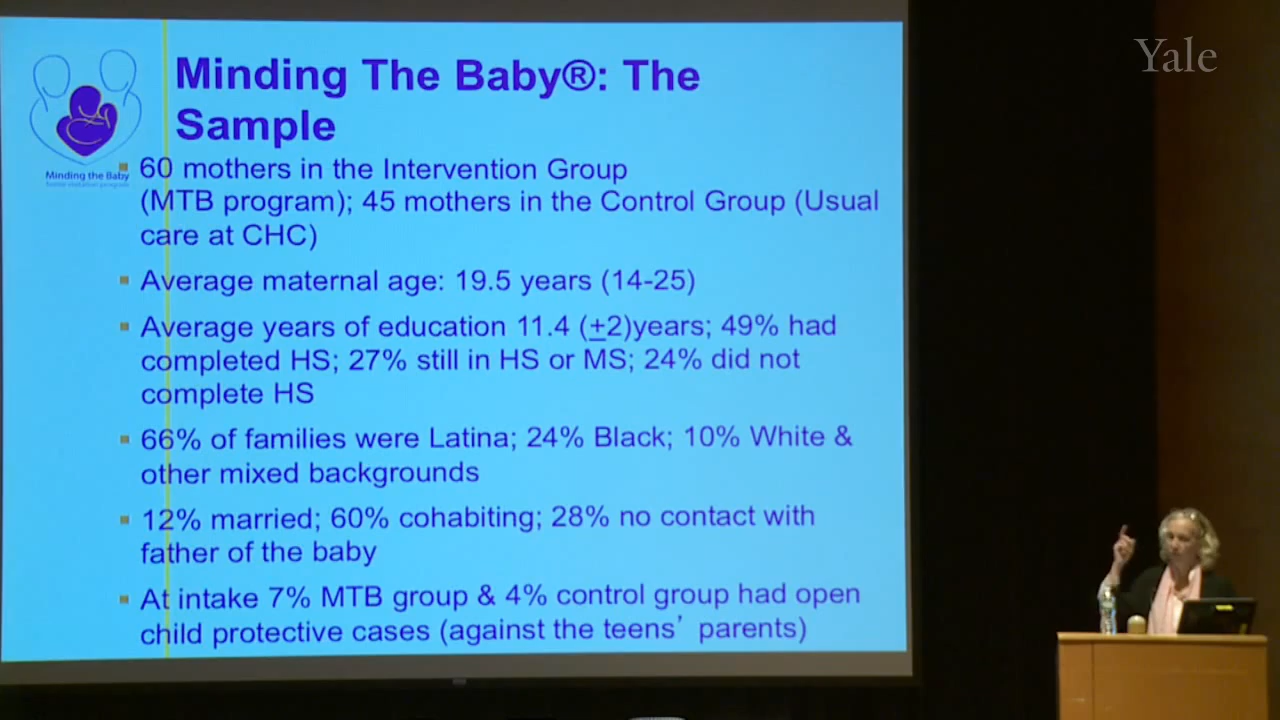 Yale
Minding The Baby®: The
Sample
Minding the Baby
home visitation program
60 mothers in the Intervention Group
(MTB program); 45 mothers in the Control Group (Usual
care at CHC)
Average maternal age: 19.5 years (14-25)
Average years of education 11.4 (±2)years; 49% had
completed HS; 27% still in HS or MS; 24% did not
complete HS
66% of families were Latina; 24% Black; 10% White &
other mixed backgrounds
12% married; 60% cohabiting; 28% no contact with
father of the baby
At intake 7% MTB group & 4% control group had open
child protective cases (against the teens’ parents)